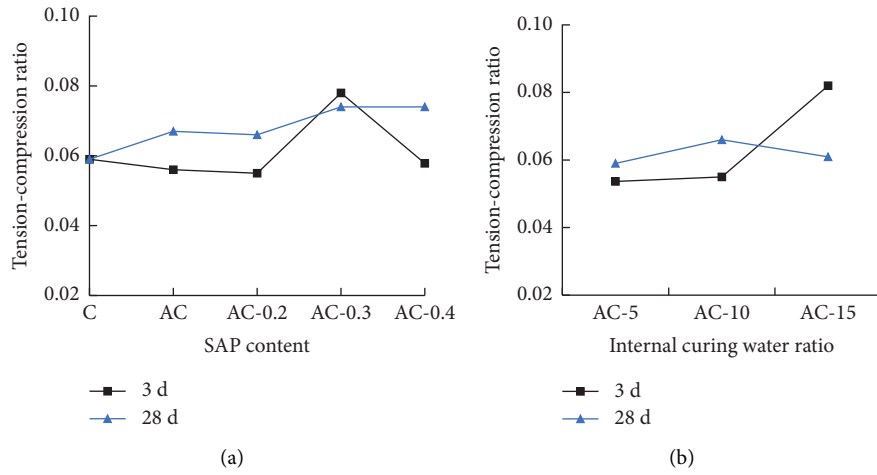 0.10
0.08
0.06
0.04
0.02
Tension-compression ratio
C AC AC-0.2 AC-0.3 AC-0.4
SAP content
3 d
28 d
(a)
0.10
0.08
0.06
0.04
0.02
Tension-compression ratio
AC-5 AC-10 AC-15
Internal curing water ratio
3 d
28 d
(b)